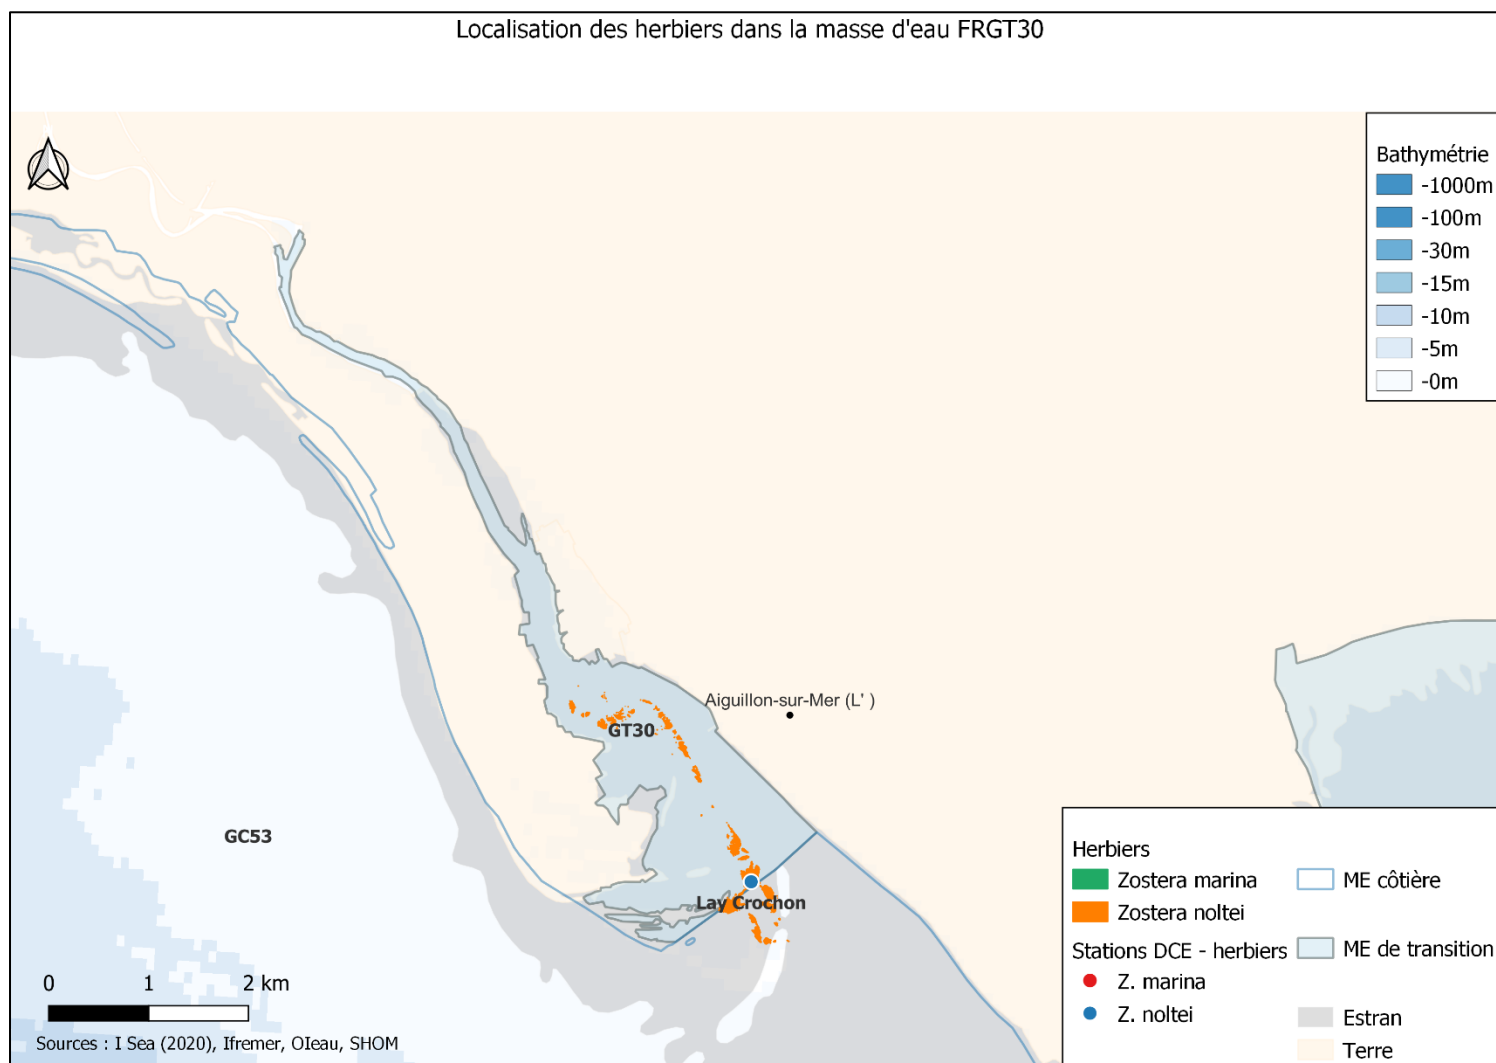 Localisation des herbiers dans la masse d'eau FRGT30
Bathymétrie
-1000m
-100m
-30m
-15m
-10m
-5m
-0m
Aiguillon-sur-Mer (L' )
GT30
GC53
Lay Crochon
Herbiers
Zostera marina
Zostera noltei
Stations DCE - herbiers
Z. marina
Z. noltei
ME côtière
ME de transition
Estran
Terre
0 1 2 km
Sources : I Sea (2020), Ifremer, OIeau, SHOM